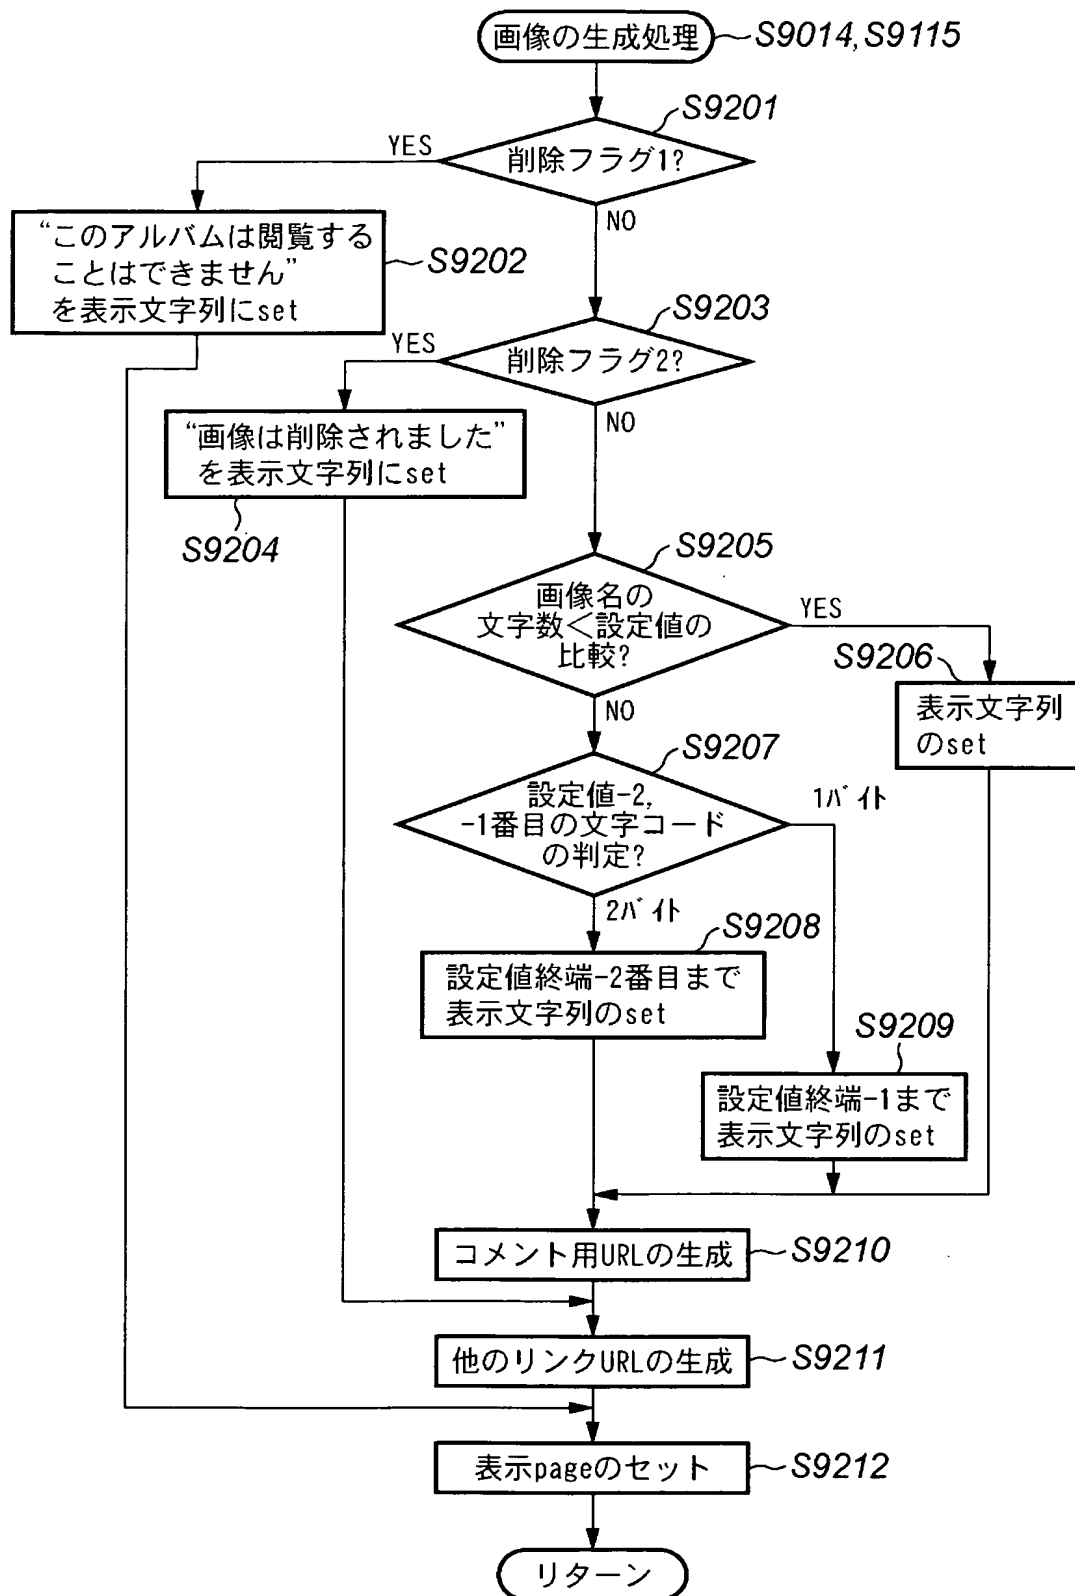 画像の生成処理
S9014, S9115
S9201
YES
削除フラグ1?
NO
“このアルバムは閲覧する
ことはできません”
を表示文字列にset
S9202
S9203
YES
削除フラグ2?
NO
“画像は削除されました”
を表示文字列にset
S9204
S9205
画像名の
文字数<設定値の
比較?
YES
NO
S9206
表示文字列
のset
S9207
設定値-2,
-1番目の文字コード
の判定?
1バイト
2バイト
S9208
設定値終端-2番目まで
表示文字列のset
S9209
設定値終端-1まで
表示文字列のset
コメント用URLの生成
S9210
他のリンクURLの生成
S9211
表示pageのセット
S9212
リターン